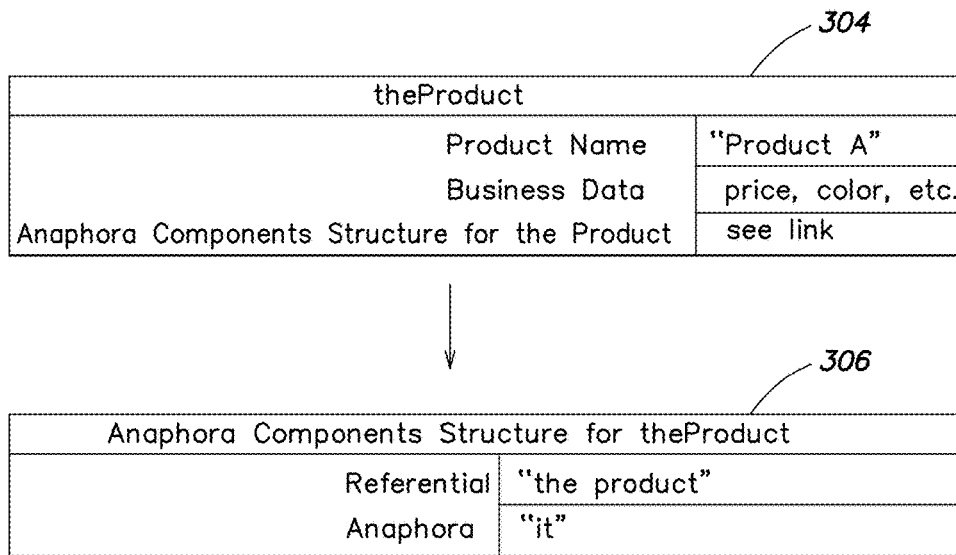 304
theProduct
Product Name "Product A"
Business Data price, color, etc.
Anaphora Components Structure for the Product see link
306
Anaphora Components Structure for theProduct
Referential "the product"
Anaphora "it"